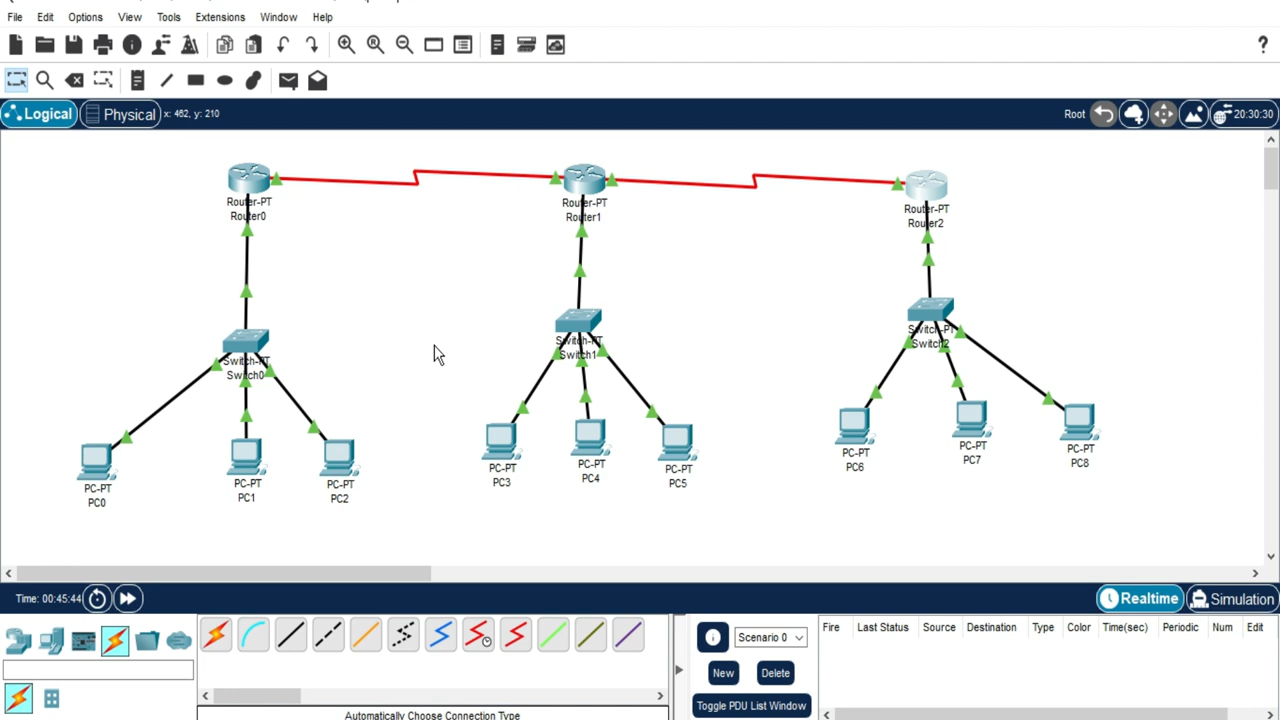 File Edit Options View Tools Extensions Window Help
?
Logical Physical x: 462, y: 210 Root 20:30:30
Router-PT
Router0
Router-PT
Router1
Router-PT
Router2
Switch-PT
Switch0
Switch-PT
Switch1
Switch-PT
Switch2
PC-PT
PC0
PC-PT
PC1
PC-PT
PC2
PC-PT
PC3
PC-PT
PC4
PC-PT
PC5
PC-PT
PC6
PC-PT
PC7
PC-PT
PC8
Time: 00:45:44 Realtime Simulation
Scenario 0
New Delete
Toggle PDU List Window
Fire Last Status Source Destination Type Color Time(sec) Periodic Num Edit
Automatically Choose Connection Type